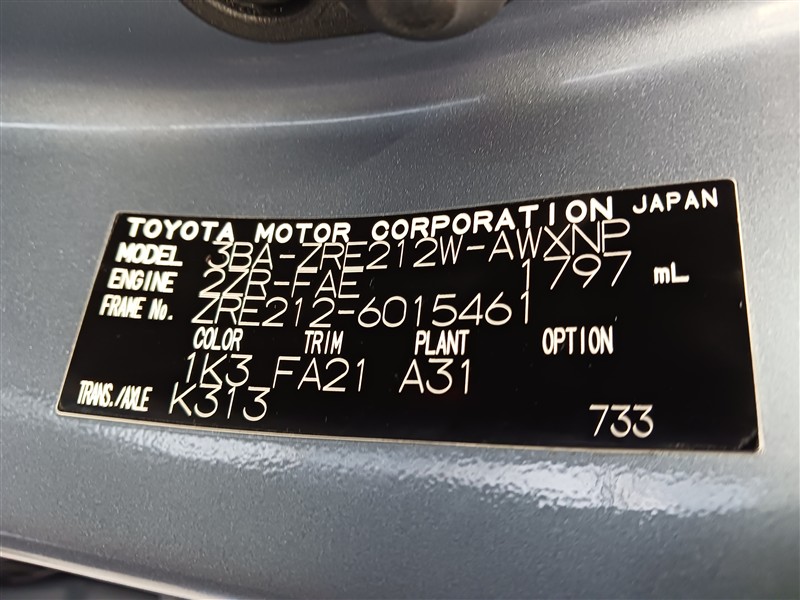 TOYOTA MOTOR CORPORATION JAPAN
MODEL 3BA-ZRE212W-AWXNP
ENGINE 2ZR-FAE 1797 mL
FRAME No. ZRE212-6015461
COLOR TRIM PLANT OPTION
1K3 FA21 A31
TRANS./AXLE K313 733